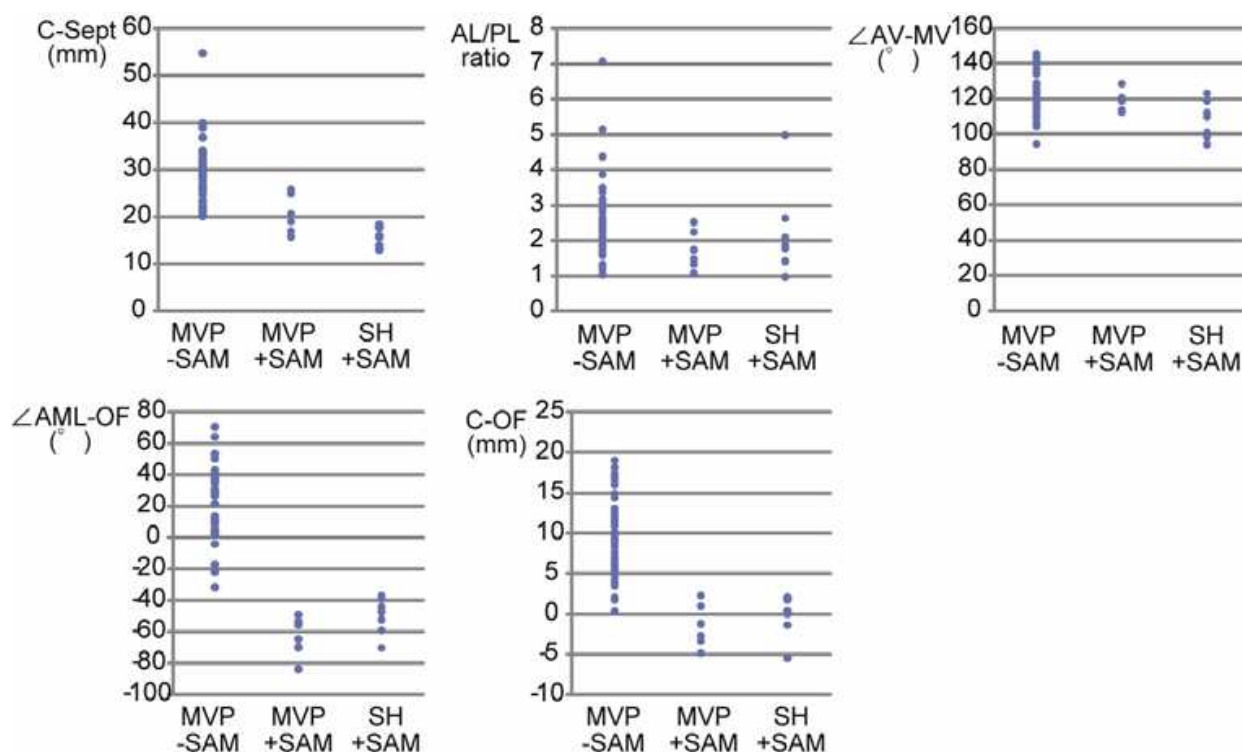 C-Sept
(mm)
60
50
40
30
20
10
0
MVP
-SAM
MVP
+SAM
SH
+SAM
AL/PL
ratio
8
7
6
5
4
3
2
1
0
MVP
-SAM
MVP
+SAM
SH
+SAM
∠AV-MV
(°)
160
140
120
100
80
60
40
20
0
MVP
-SAM
MVP
+SAM
SH
+SAM
∠AML-OF
(°)
80
60
40
20
0
-20
-40
-60
-80
-100
MVP
-SAM
MVP
+SAM
SH
+SAM
C-OF
(mm)
25
20
15
10
5
0
-5
-10
MVP
-SAM
MVP
+SAM
SH
+SAM